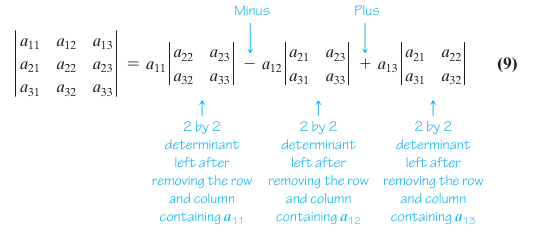 Minus Plus
| a11 a12 a13 |
| a21 a22 a23 | = a11 | a22 a23 | − a12 | a21 a23 | + a13 | a21 a22 | (9)
| a31 a32 a33 | | a32 a33 | | a31 a33 | | a31 a32 |
2 by 2 2 by 2 2 by 2
determinant determinant determinant
left after left after left after
removing the row removing the row removing the row
and column and column and column
containing a11 containing a12 containing a13